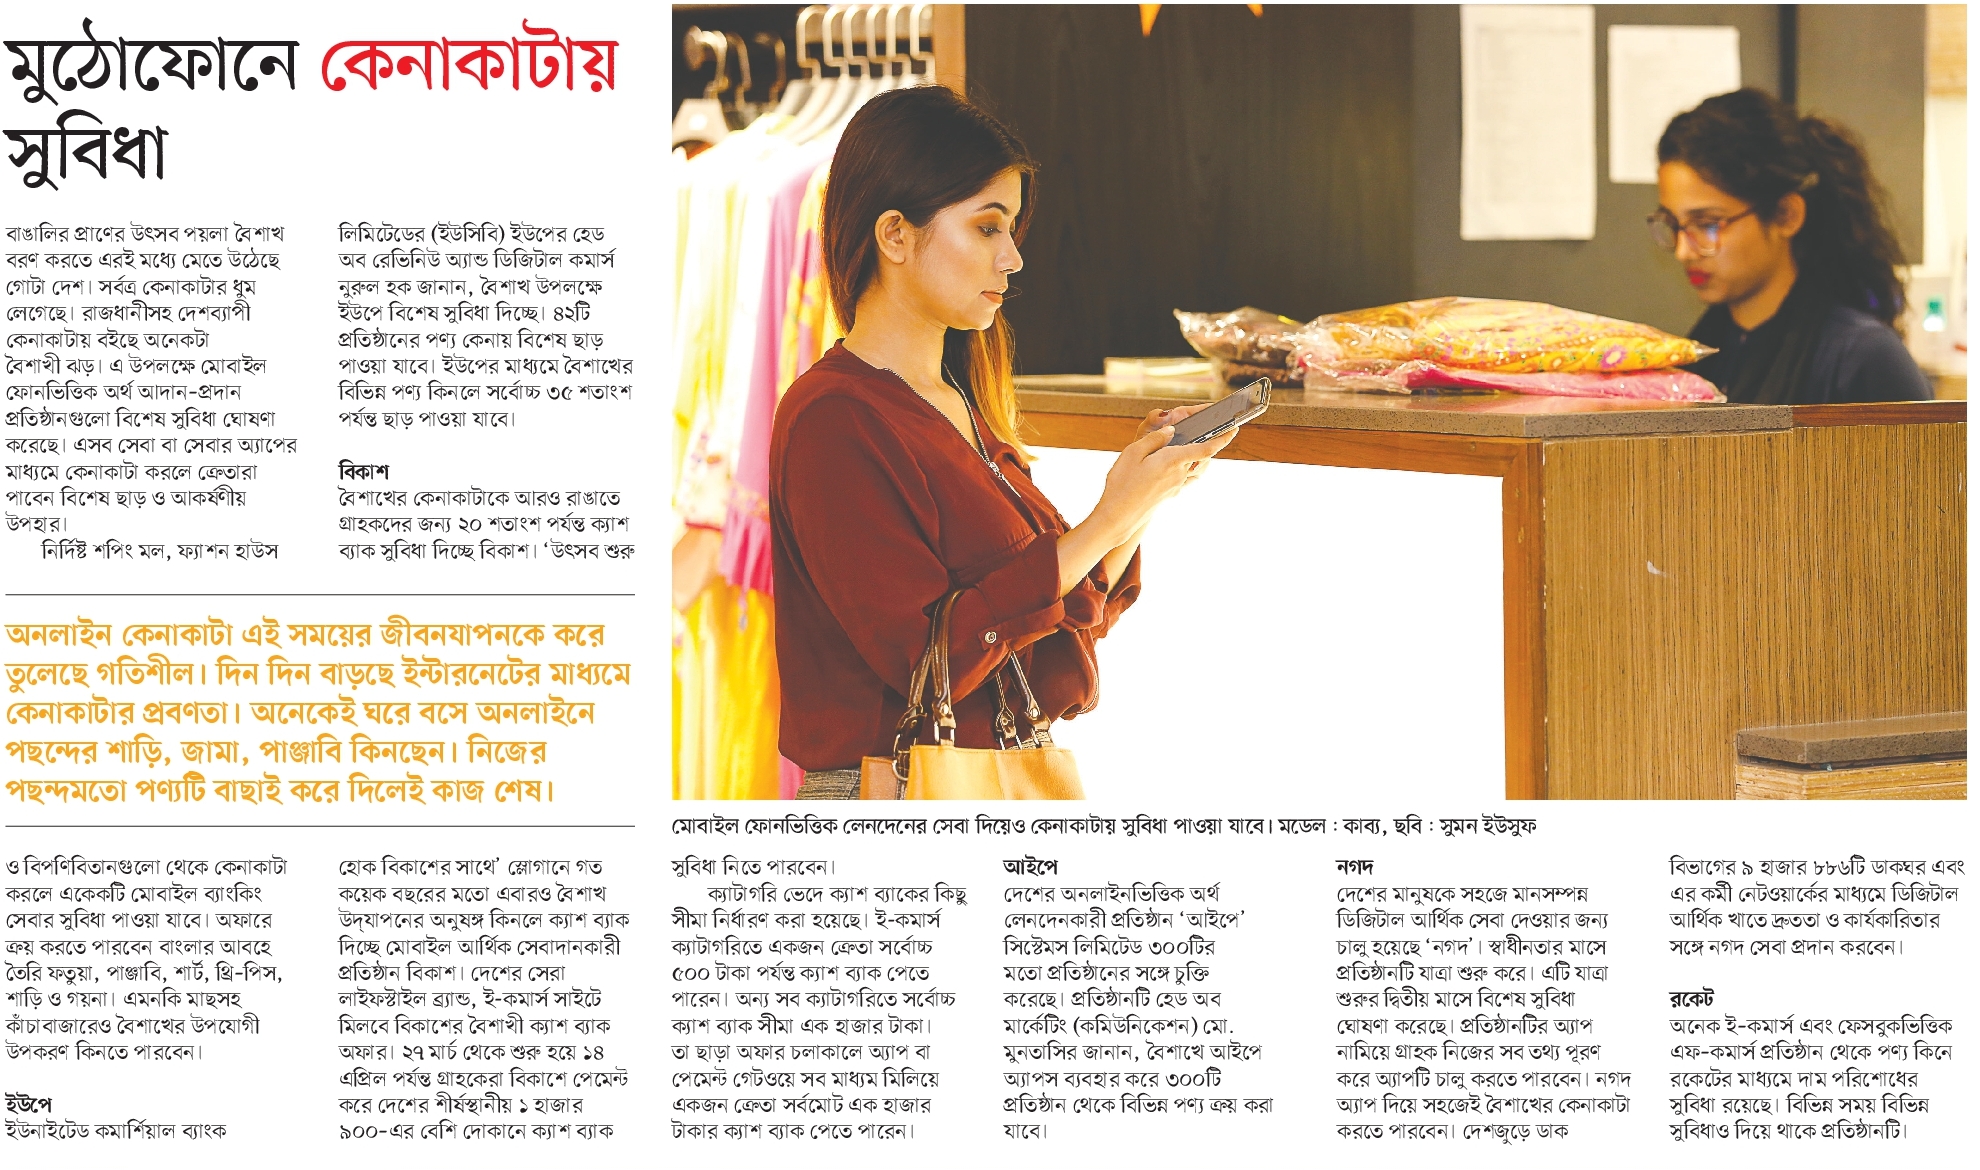 মুঠোফোনে কেনাকাটায়
সুবিধা
বাঙালির প্রাণের উৎসব পয়লা বৈশাখ
বরণ করতে এরই মধ্যে মেতে উঠেছে
গোটা দেশ। সর্বত্র কেনাকাটার ধুম
লেগেছে। রাজধানীসহ দেশব্যাপী
কেনাকাটায় বইছে অনেকটা
বৈশাখী ঝড়। এ উপলক্ষে মোবাইল
ফোনভিত্তিক অর্থ আদান-প্রদান
প্রতিষ্ঠানগুলো বিশেষ সুবিধা ঘোষণা
করেছে। এসব সেবা বা সেবার অ্যাপের
মাধ্যমে কেনাকাটা করলে ক্রেতারা
পাবেন বিশেষ ছাড় ও আকর্ষণীয়
উপহার।
নির্দিষ্ট শপিং মল, ফ্যাশন হাউস
ও বিপণিবিতানগুলো থেকে কেনাকাটা
করলে একেকটি মোবাইল ব্যাংকিং
সেবার সুবিধা পাওয়া যাবে। অফারে
ক্রয় করতে পারবেন বাংলার আবহে
তৈরি ফতুয়া, পাঞ্জাবি, শার্ট, থ্রি-পিস,
শাড়ি ও গয়না। এমনকি মাছসহ
কাঁচাবাজারেও বৈশাখের উপযোগী
উপকরণ কিনতে পারবেন।
ইউপে
ইউনাইটেড কমার্শিয়াল ব্যাংক
লিমিটেডের (ইউসিবি) ইউপের হেড
অব রেভিনিউ অ্যান্ড ডিজিটাল কমার্স
নুরুল হক জানান, বৈশাখ উপলক্ষে
ইউপে বিশেষ সুবিধা দিচ্ছে। ৪২টি
প্রতিষ্ঠানের পণ্য কেনায় বিশেষ ছাড়
পাওয়া যাবে। ইউপের মাধ্যমে বৈশাখের
বিভিন্ন পণ্য কিনলে সর্বোচ্চ ৩৫ শতাংশ
পর্যন্ত ছাড় পাওয়া যাবে।
বিকাশ
বৈশাখের কেনাকাটাকে আরও রাঙাতে
গ্রাহকদের জন্য ২০ শতাংশ পর্যন্ত ক্যাশ
ব্যাক সুবিধা দিচ্ছে বিকাশ। ‘উৎসব শুরু
হোক বিকাশের সাথে’ স্লোগানে গত
কয়েক বছরের মতো এবারও বৈশাখ
উদ্‌যাপনের অনুষঙ্গ কিনলে ক্যাশ ব্যাক
দিচ্ছে মোবাইল আর্থিক সেবাদানকারী
প্রতিষ্ঠান বিকাশ। দেশের সেরা
লাইফস্টাইল ব্র্যান্ড, ই-কমার্স সাইটে
মিলবে বিকাশের বৈশাখী ক্যাশ ব্যাক
অফার। ২৭ মার্চ থেকে শুরু হয়ে ১৪
এপ্রিল পর্যন্ত গ্রাহকেরা বিকাশে পেমেন্ট
করে দেশের শীর্ষস্থানীয় ১ হাজার
৯০০-এর বেশি দোকানে ক্যাশ ব্যাক
অনলাইন কেনাকাটা এই সময়ের জীবনযাপনকে করে
তুলেছে গতিশীল। দিন দিন বাড়ছে ইন্টারনেটের মাধ্যমে
কেনাকাটার প্রবণতা। অনেকেই ঘরে বসে অনলাইনে
পছন্দের শাড়ি, জামা, পাঞ্জাবি কিনছেন। নিজের
পছন্দমতো পণ্যটি বাছাই করে দিলেই কাজ শেষ।
মোবাইল ফোনভিত্তিক লেনদেনের সেবা দিয়েও কেনাকাটায় সুবিধা পাওয়া যাবে। মডেল : কাব্য, ছবি : সুমন ইউসুফ
সুবিধা নিতে পারবেন।
ক্যাটাগরি ভেদে ক্যাশ ব্যাকের কিছু
সীমা নির্ধারণ করা হয়েছে। ই-কমার্স
ক্যাটাগরিতে একজন ক্রেতা সর্বোচ্চ
৫০০ টাকা পর্যন্ত ক্যাশ ব্যাক পেতে
পারেন। অন্য সব ক্যাটাগরিতে সর্বোচ্চ
ক্যাশ ব্যাক সীমা এক হাজার টাকা।
তা ছাড়া অফার চলাকালে অ্যাপ বা
পেমেন্ট গেটওয়ে সব মাধ্যম মিলিয়ে
একজন ক্রেতা সর্বমোট এক হাজার
টাকার ক্যাশ ব্যাক পেতে পারেন।
আইপে
দেশের অনলাইনভিত্তিক অর্থ
লেনদেনকারী প্রতিষ্ঠান ‘আইপে’
সিস্টেমস লিমিটেড ৩০০টির
মতো প্রতিষ্ঠানের সঙ্গে চুক্তি
করেছে। প্রতিষ্ঠানটি হেড অব
মার্কেটিং (কমিউনিকেশন) মো.
মুনতাসির জানান, বৈশাখে আইপে
অ্যাপস ব্যবহার করে ৩০০টি
প্রতিষ্ঠান থেকে বিভিন্ন পণ্য ক্রয় করা
যাবে।
নগদ
দেশের মানুষকে সহজে মানসম্পন্ন
ডিজিটাল আর্থিক সেবা দেওয়ার জন্য
চালু হয়েছে ‘নগদ’। স্বাধীনতার মাসে
প্রতিষ্ঠানটি যাত্রা শুরু করে। এটি যাত্রা
শুরুর দ্বিতীয় মাসে বিশেষ সুবিধা
ঘোষণা করেছে। প্রতিষ্ঠানটির অ্যাপ
নামিয়ে গ্রাহক নিজের সব তথ্য পূরণ
করে অ্যাপটি চালু করতে পারবেন। নগদ
অ্যাপ দিয়ে সহজেই বৈশাখের কেনাকাটা
করতে পারবেন। দেশজুড়ে ডাক
বিভাগের ৯ হাজার ৮৮৬টি ডাকঘর এবং
এর কর্মী নেটওয়ার্কের মাধ্যমে ডিজিটাল
আর্থিক খাতে দ্রুততা ও কার্যকারিতার
সঙ্গে নগদ সেবা প্রদান করবেন।
রকেট
অনেক ই-কমার্স এবং ফেসবুকভিত্তিক
এফ-কমার্স প্রতিষ্ঠান থেকে পণ্য কিনে
রকেটের মাধ্যমে দাম পরিশোধের
সুবিধা রয়েছে। বিভিন্ন সময় বিভিন্ন
সুবিধাও দিয়ে থাকে প্রতিষ্ঠানটি।